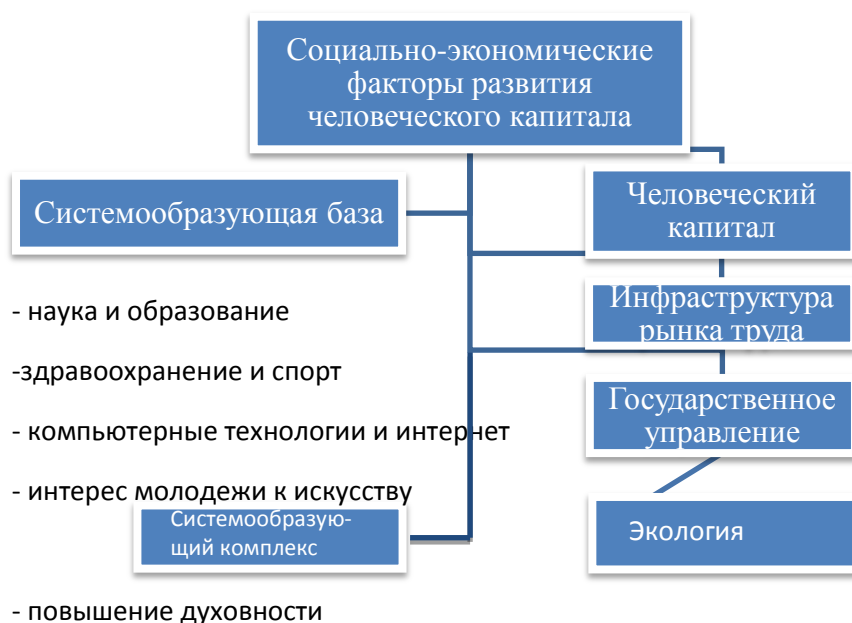 Социально-экономические
факторы развития
человеческого капитала
Системообразующая база
Человеческий
капитал
- наука и образование
Инфраструктура
рынка труда
-здравоохранение и спорт
Государственное
управление
- компьютерные технологии и интернет
- интерес молодежи к искусству
Системообразую-
щий комплекс
Экология
- повышение духовности